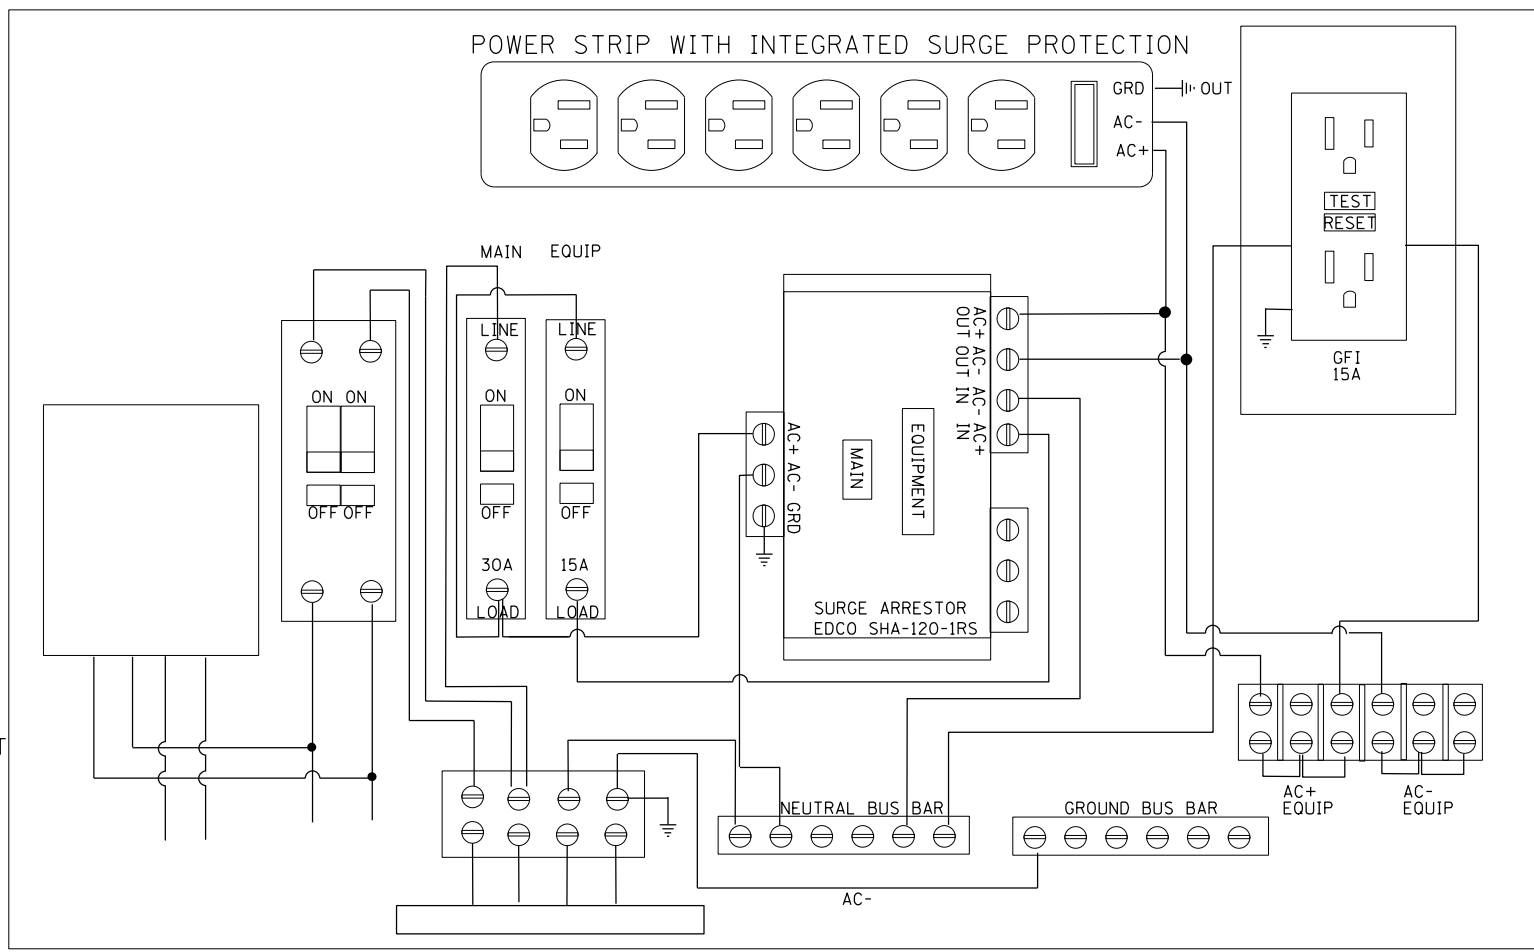 POWER STRIP WITH INTEGRATED SURGE PROTECTION
GRD
OUT
AC-
AC+
TEST
RESET
GFI
15A
MAIN
EQUIP
LINE
LINE
ON ON
ON
ON
OFF OFF
OFF
OFF
30A
15A
LOAD
LOAD
AC+ AC- GRD
MAIN
EQUIPMENT
AC+ AC- AC- AC+
OUT OUT IN IN
SURGE ARRESTOR
EDCO SHA-120-1RS
T
NEUTRAL BUS BAR
GROUND BUS BAR
AC+
EQUIP
AC-
EQUIP
AC-